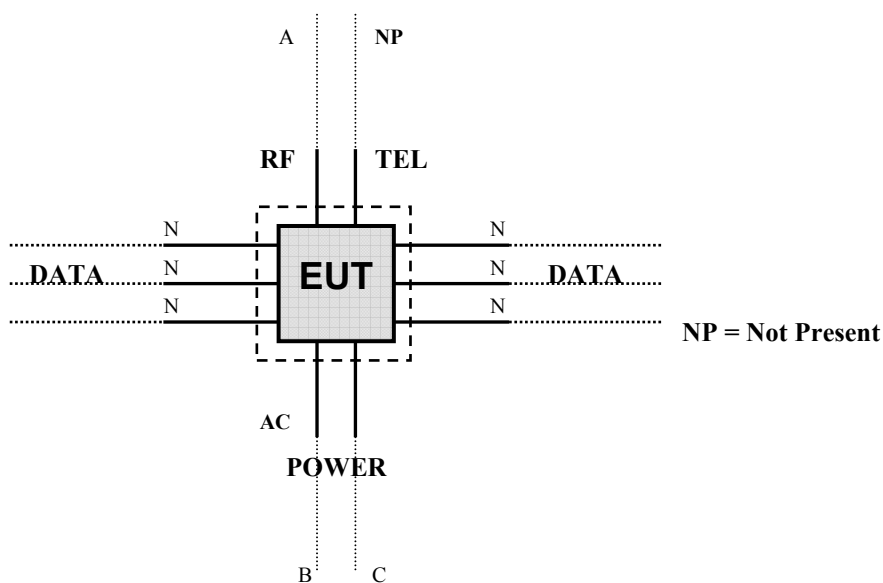 A NP
RF TEL
N N
N EUT N
DATA DATA
N N
NP = Not Present
AC
POWER
B C